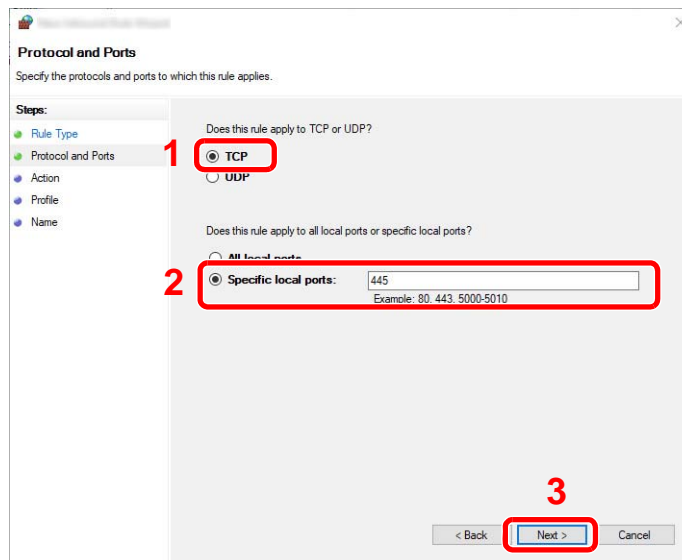 Protocol and Ports
Specify the protocols and ports to which this rule applies.
Steps:
Rule Type
Protocol and Ports
Action
Profile
Name
Does this rule apply to TCP or UDP?
1
TCP
UDP
Does this rule apply to all local ports or specific local ports?
All local ports
2
Specific local ports:
445
Example: 80, 443, 5000-5010
3
< Back
Next >
Cancel